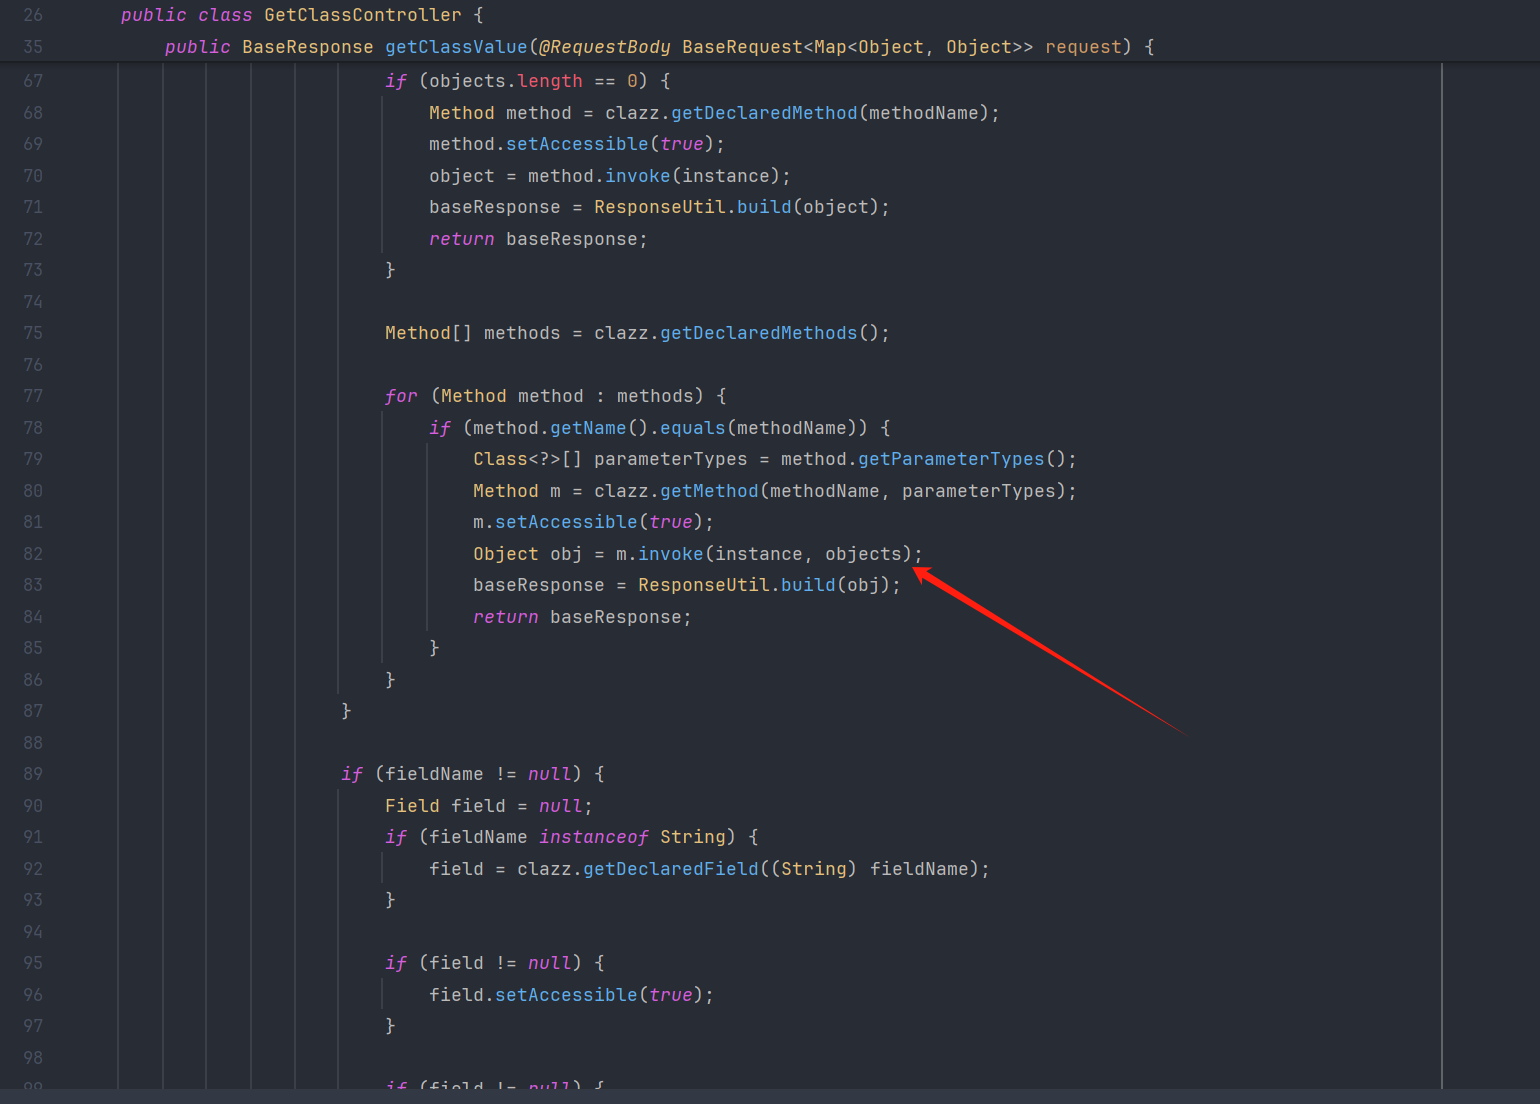 26 public class GetClassController {
35 public BaseResponse getClassValue(@RequestBody BaseRequest<Map<Object, Object>> request) {
67 if (objects.length == 0) {
68 Method method = clazz.getDeclaredMethod(methodName);
69 method.setAccessible(true);
70 object = method.invoke(instance);
71 baseResponse = ResponseUtil.build(object);
72 return baseResponse;
73 }
74
75 Method[] methods = clazz.getDeclaredMethods();
76
77 for (Method method : methods) {
78 if (method.getName().equals(methodName)) {
79 Class<?>[] parameterTypes = method.getParameterTypes();
80 Method m = clazz.getMethod(methodName, parameterTypes);
81 m.setAccessible(true);
82 Object obj = m.invoke(instance, objects);
83 baseResponse = ResponseUtil.build(obj);
84 return baseResponse;
85 }
86 }
87 }
88
89 if (fieldName != null) {
90 Field field = null;
91 if (fieldName instanceof String) {
92 field = clazz.getDeclaredField((String) fieldName);
93 }
94
95 if (field != null) {
96 field.setAccessible(true);
97 }
98
99 if (field != null) {